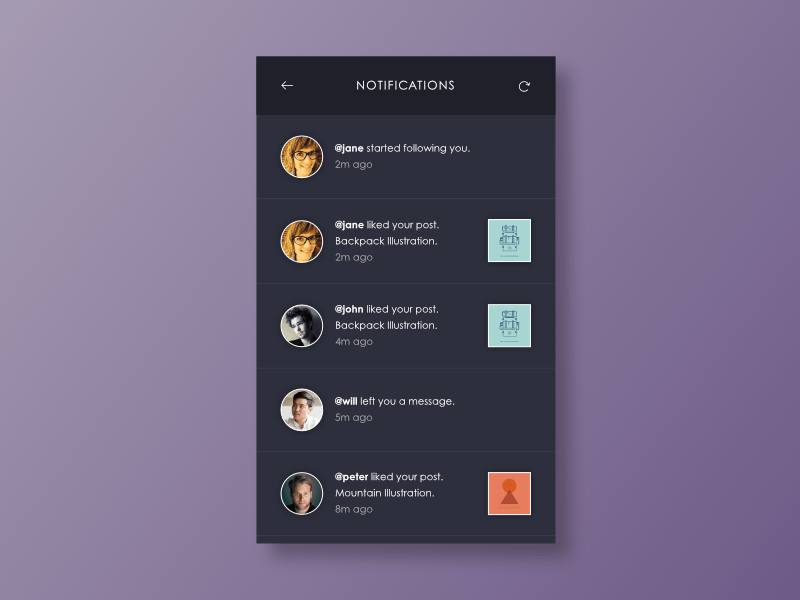 NOTIFICATIONS
@jane started following you.
2m ago
@jane liked your post.
Backpack Illustration.
2m ago
@john liked your post.
Backpack Illustration.
4m ago
@will left you a message.
5m ago
@peter liked your post.
Mountain Illustration.
8m ago